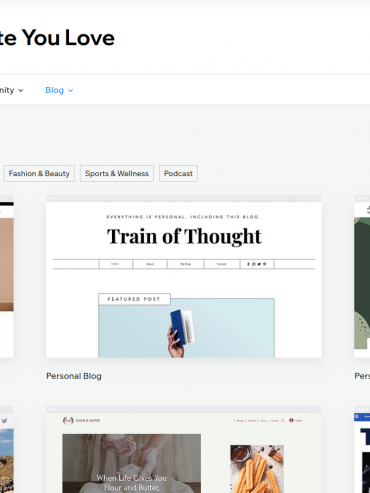 te You Love
nity
Blog
Fashion & Beauty
Sports & Wellness
Podcast
EVERYTHING IS PERSONAL. INCLUDING THIS BLOG.
Train of Thought
Home
About
My Blog
Contact
FEATURED POST
Personal Blog
Pers
When Life Gives You
Flour and Butter,